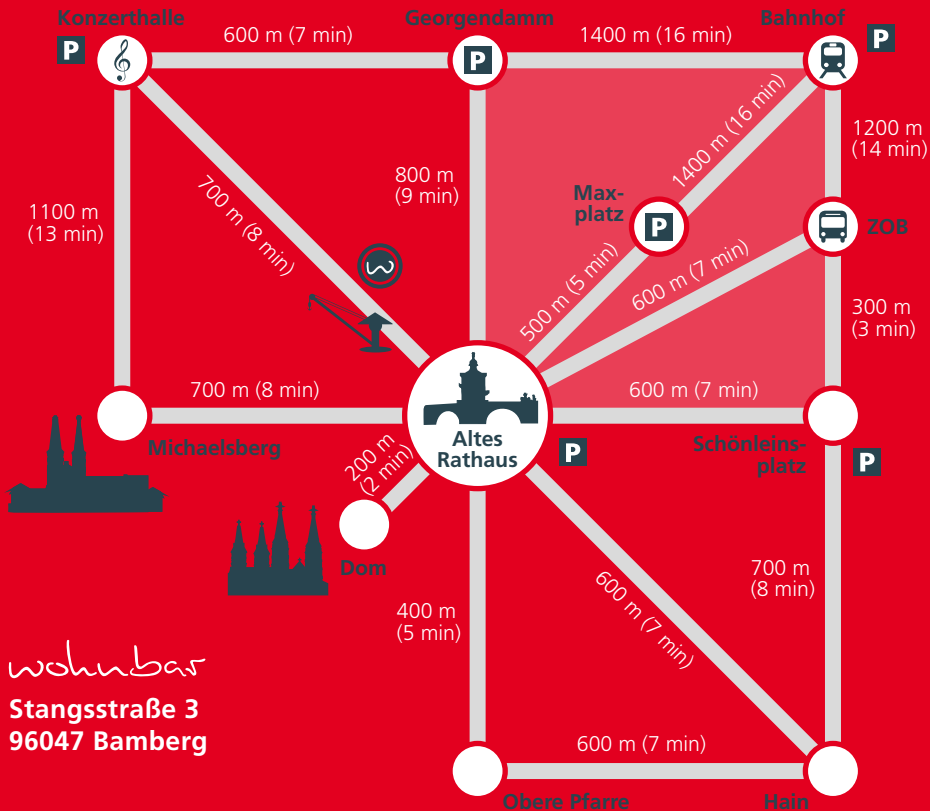 Konzerthalle
Georgendamm
Bahnhof
P
600 m (7 min)
1400 m (16 min)
P
P
1200 m
(14 min)
1400 m (16 min)
800 m
(9 min)
Max-
platz
P
ZOB
1100 m
(13 min)
700 m (8 min)
500 m (5 min)
600 m (7 min)
300 m
(3 min)
700 m (8 min)
600 m (7 min)
Michaelsberg
Altes
Rathaus
P
Schönleins-
platz
P
200 m
(2 min)
Dom
400 m
(5 min)
600 m (7 min)
700 m
(8 min)
wohnbar
Stangsstraße 3
96047 Bamberg
600 m (7 min)
Obere Pfarre
Hain